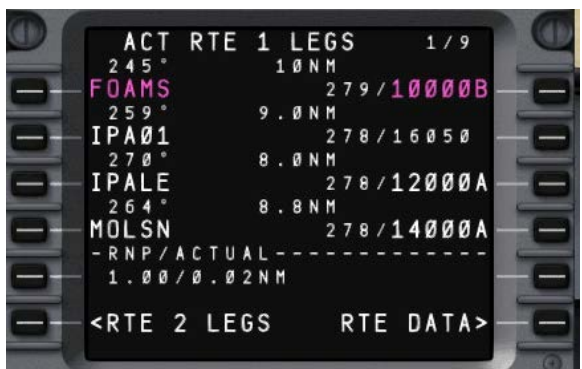 ACT RTE 1 LEGS 1/9
245° 10NM
FOAMS 279/10000B
259° 9.0NM
IPA01 278/16050
270° 8.0NM
IPALE 278/12000A
264° 8.8NM
MOLSN 278/14000A
-RNP/ACTUAL--------------
1.00/0.02NM
<RTE 2 LEGS RTE DATA>